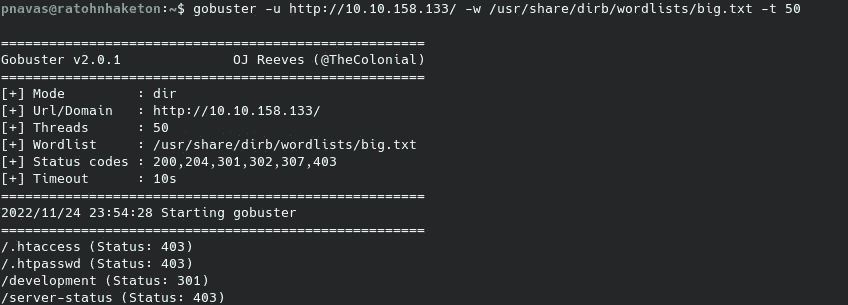 pnavas@ratohnhaketon:~$ gobuster -u http://10.10.158.133/ -w /usr/share/dirb/wordlists/big.txt -t 50
=====================================================
Gobuster v2.0.1              OJ Reeves (@TheColonial)
=====================================================
[+] Mode         : dir
[+] Url/Domain   : http://10.10.158.133/
[+] Threads      : 50
[+] Wordlist     : /usr/share/dirb/wordlists/big.txt
[+] Status codes : 200,204,301,302,307,403
[+] Timeout      : 10s
=====================================================
2022/11/24 23:54:28 Starting gobuster
=====================================================
/.htaccess (Status: 403)
/.htpasswd (Status: 403)
/development (Status: 301)
/server-status (Status: 403)